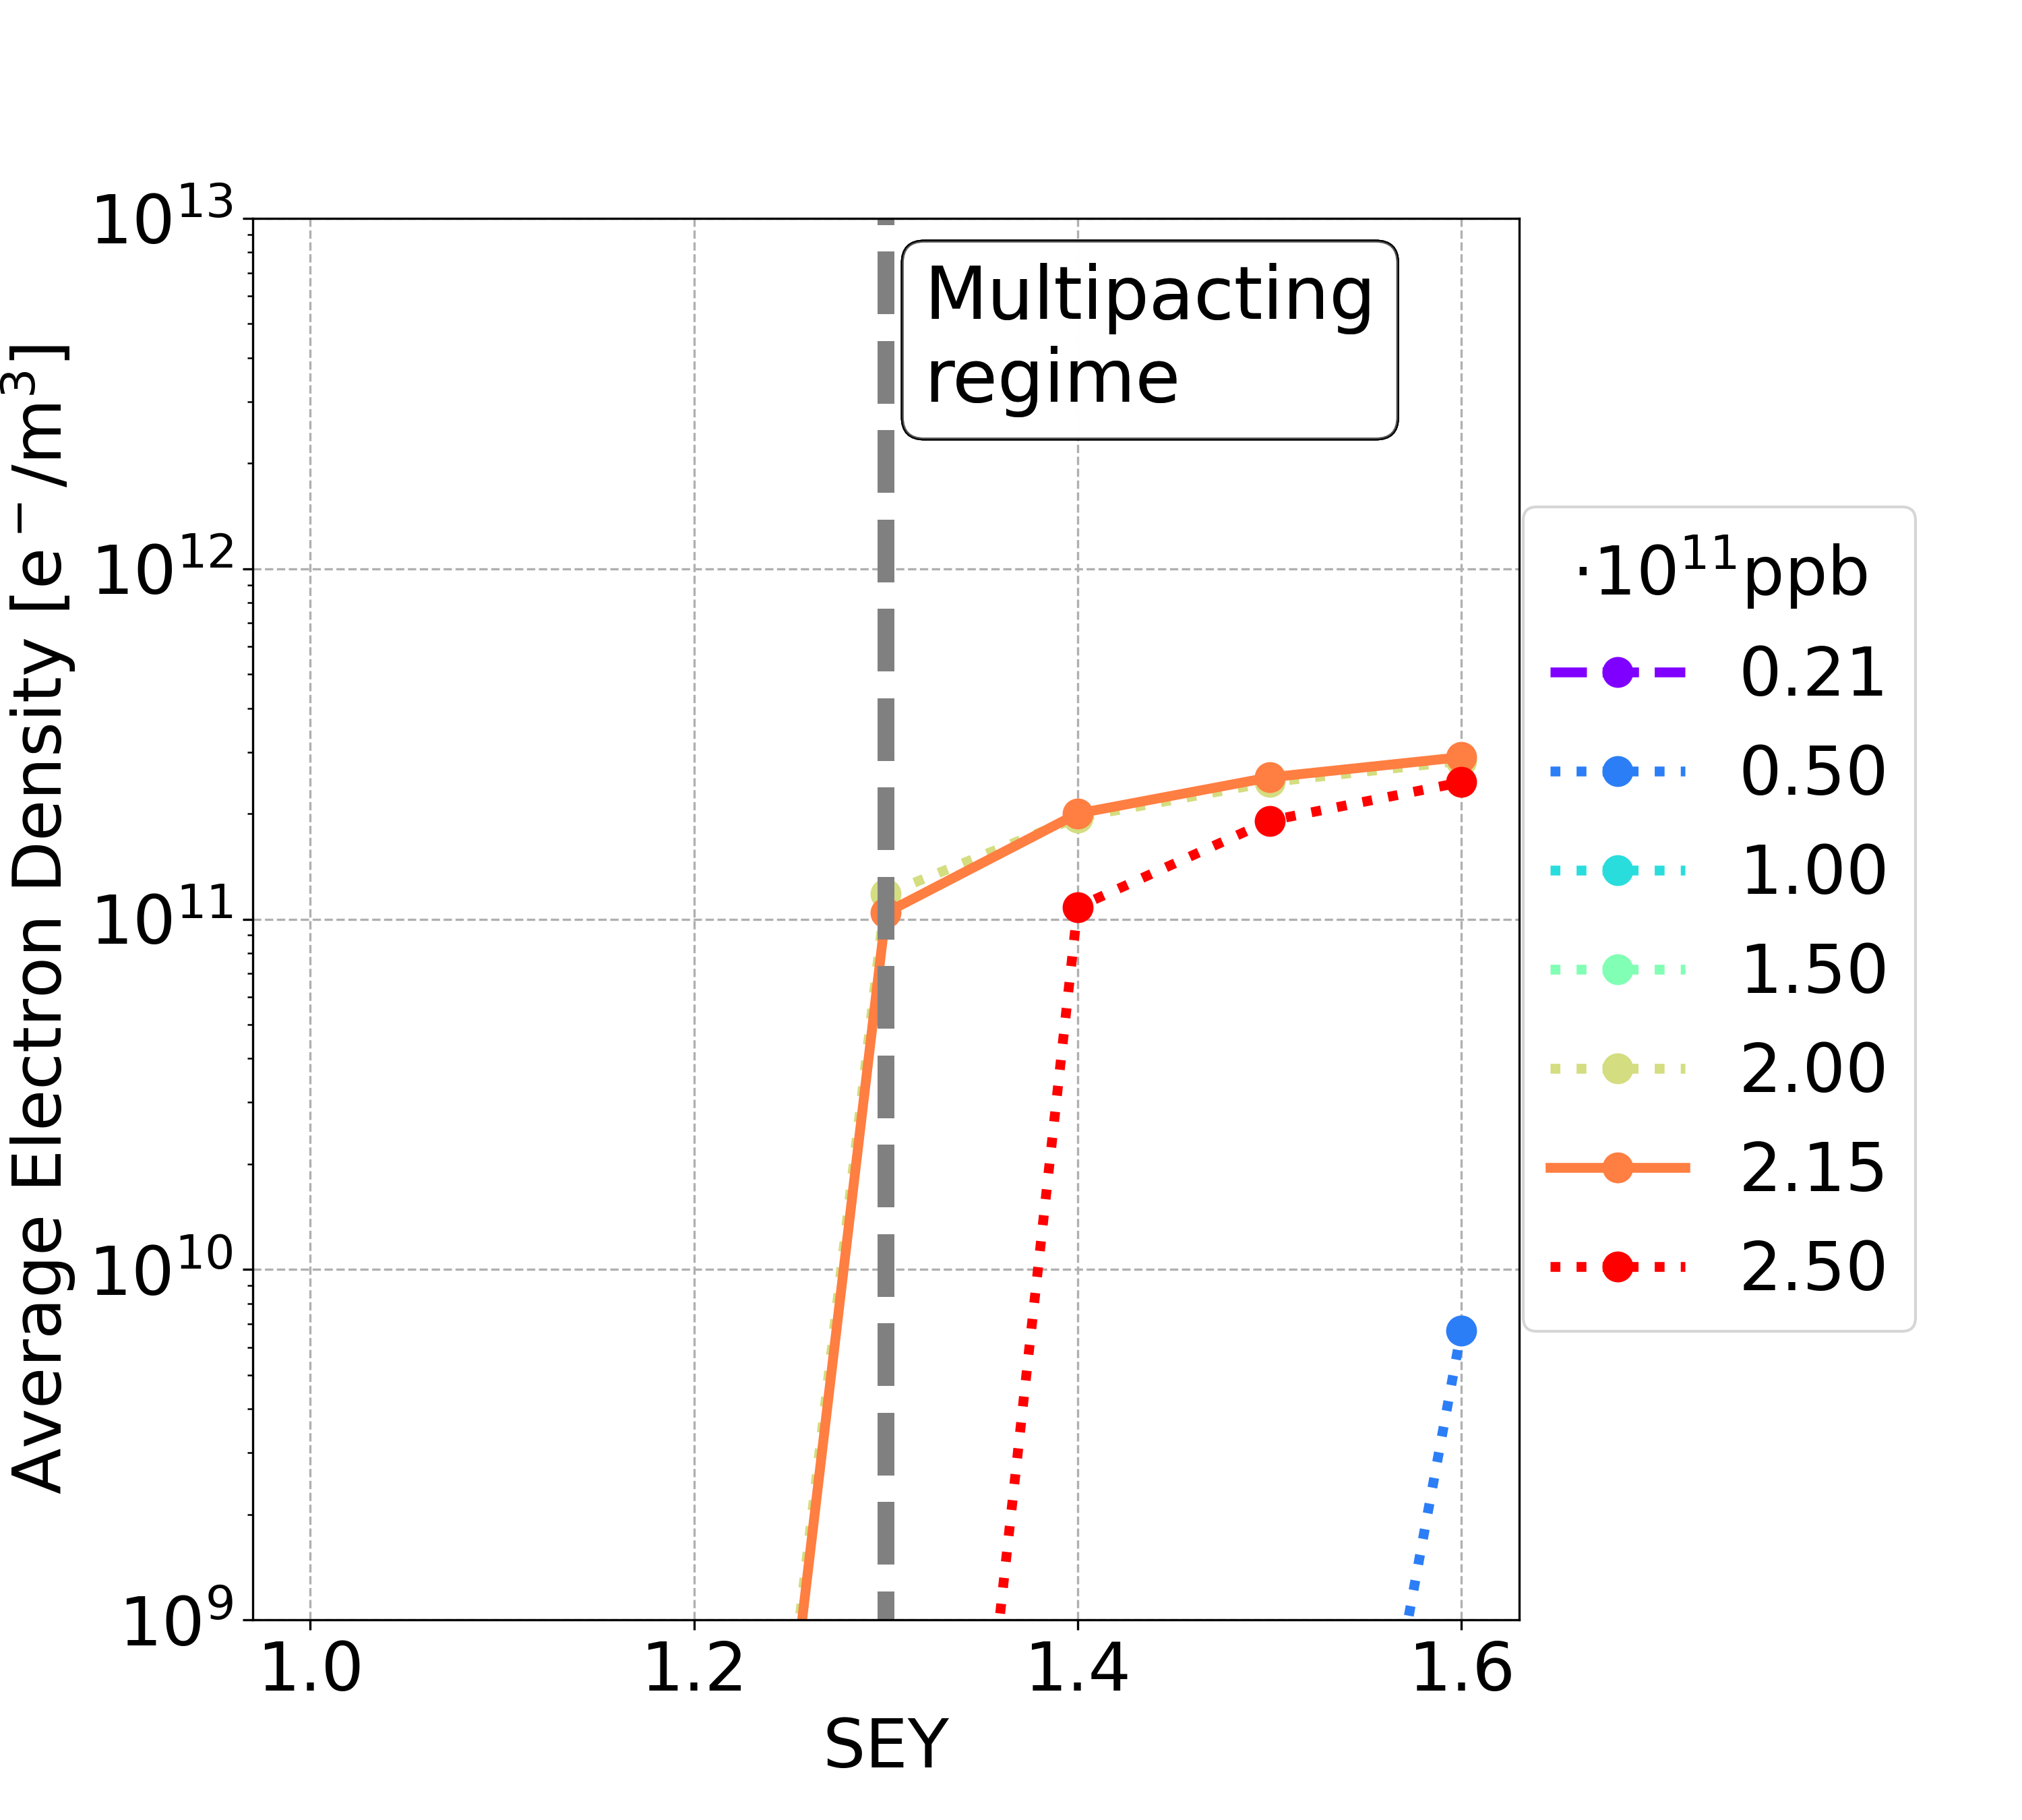 Average Electron Density [e⁻/m³]
10¹³
10¹²
10¹¹
10¹⁰
10⁹
Multipacting
regime
1.0 1.2 1.4 1.6
SEY
·10¹¹ppb
0.21
0.50
1.00
1.50
2.00
2.15
2.50